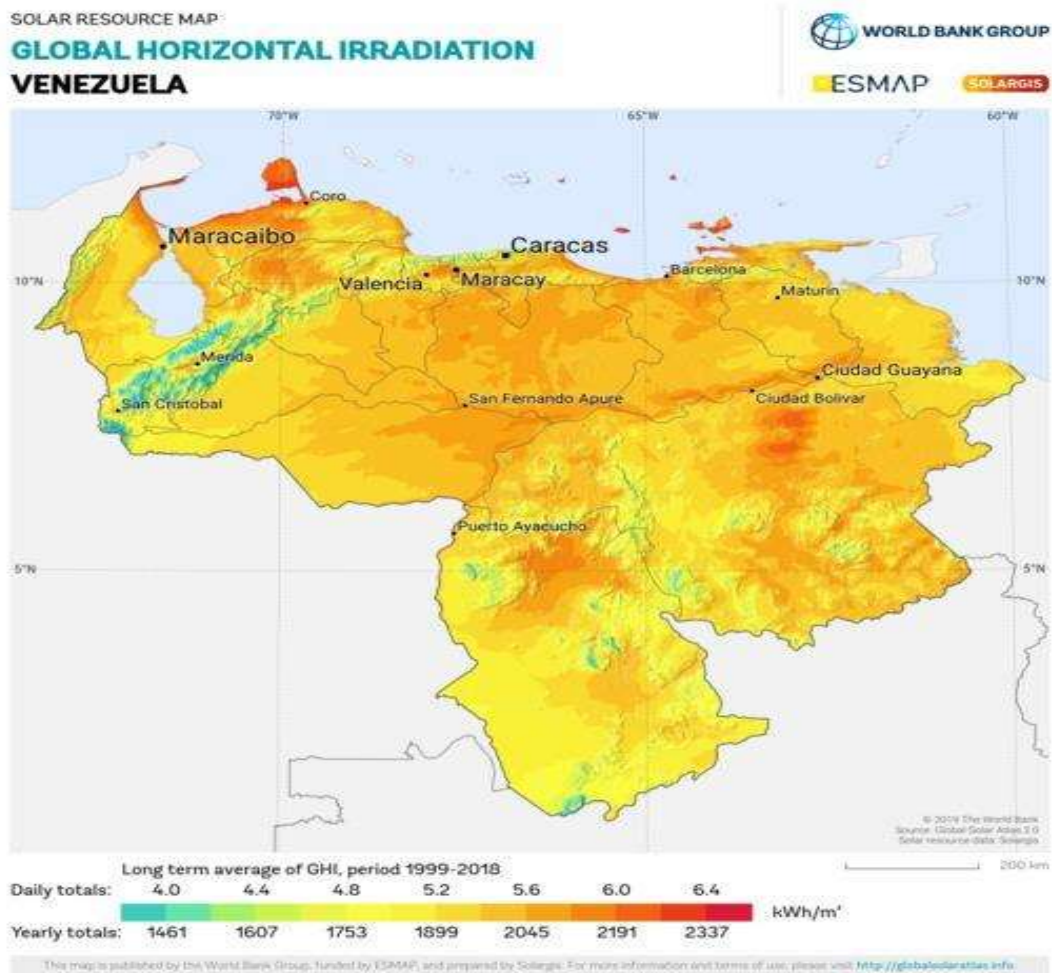 SOLAR RESOURCE MAP
GLOBAL HORIZONTAL IRRADIATION
VENEZUELA
WORLD BANK GROUP
ESMAP
SOLARGIS
70°W 65°W 60°W
Coro
Maracaibo
Caracas
Valencia
Maracay
Barcelona
10°N 10°N
Maturin
Merida
Ciudad Guayana
San Cristobal
San Fernando Apure
Ciudad Bolivar
Puerto Ayacucho
5°N 5°N
© 2019 The World Bank
Source: Global Solar Atlas 2.0
Solar resource data: Solargis
200 km
Long term average of GHI, period 1999-2018
Daily totals: 4.0 4.4 4.8 5.2 5.6 6.0 6.4
kWh/m²
Yearly totals: 1461 1607 1753 1899 2045 2191 2337
This map is published by the World Bank Group, funded by ESMAP, and prepared by Solargis. For more information and terms of use, please visit http://globalsolaratlas.info.